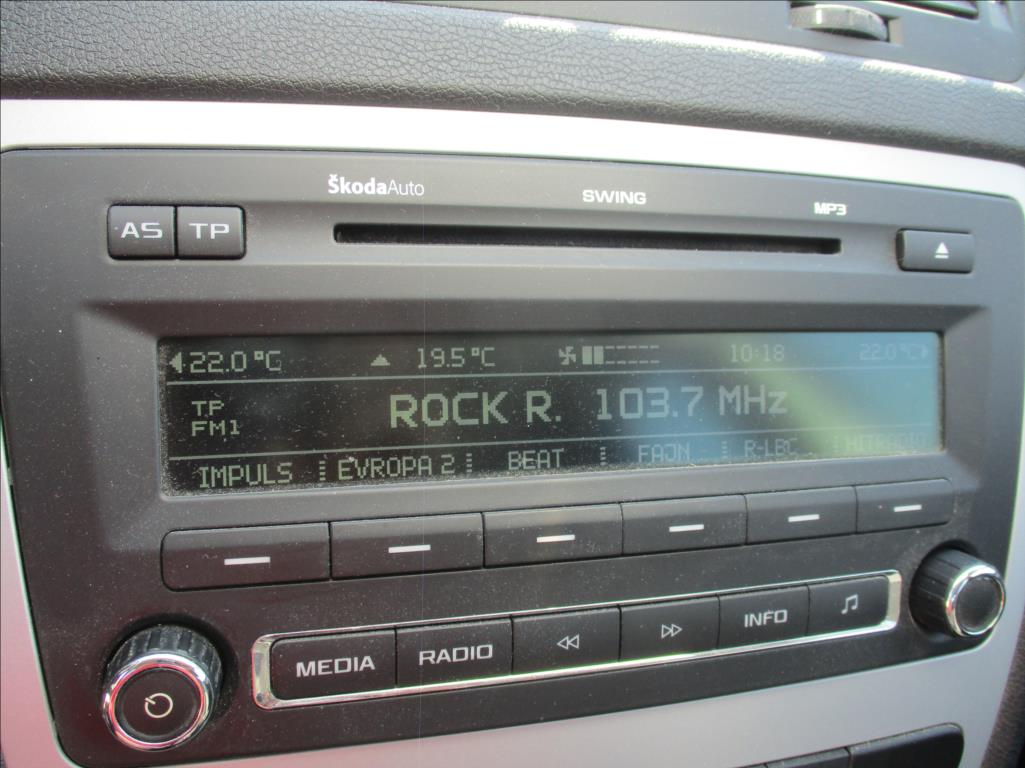 ŠkodaAuto SWING MP3
AS TP
22.0°C 19.5°C 10:18 22.0°C
TP
FM1
ROCK R. 103.7 MHz
IMPULS EVROPA 2 BEAT FAJN R-LBC HITRADIO
MEDIA RADIO INFO